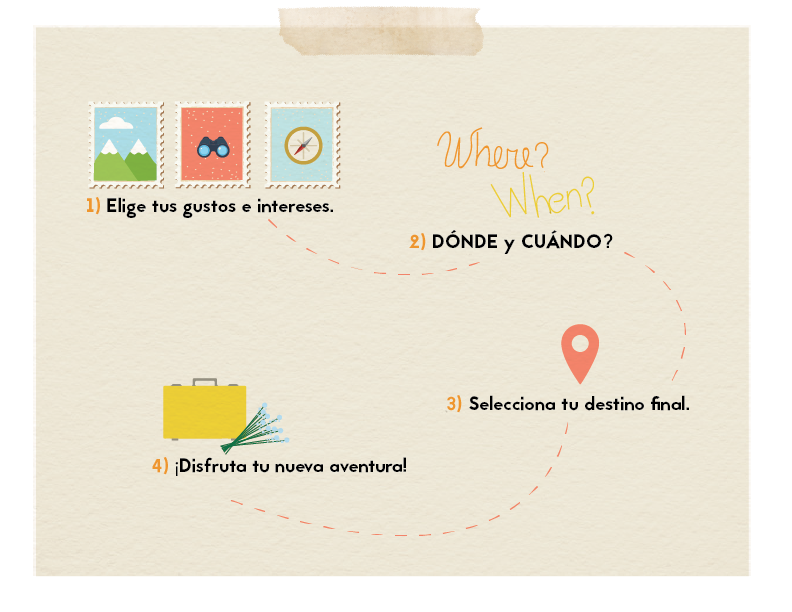 1) Elige tus gustos e intereses.
Where?
When?
2) DÓNDE y CUÁNDO?
3) Selecciona tu destino final.
4) ¡Disfruta tu nueva aventura!